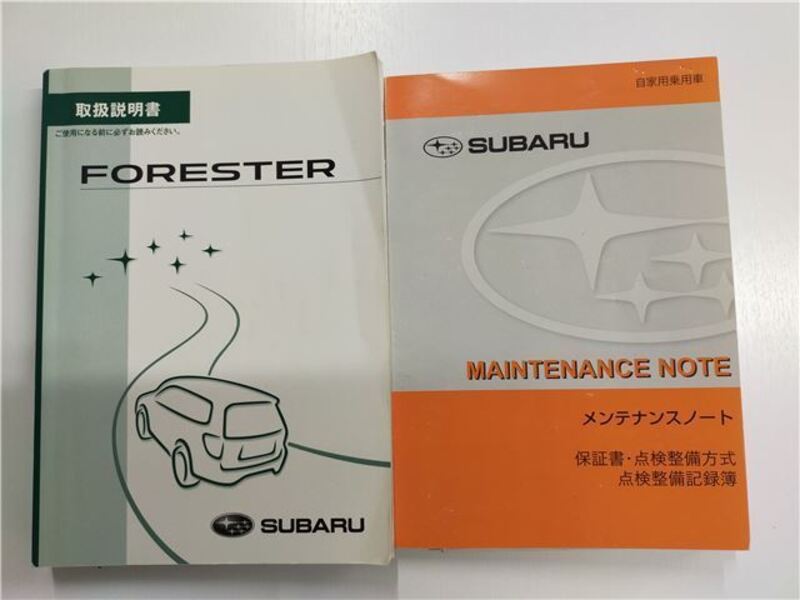 取扱説明書
ご使用になる前に必ずお読みください。
FORESTER
SUBARU
自家用乗用車
SUBARU
MAINTENANCE NOTE
メンテナンスノート
保証書・点検整備方式
点検整備記録簿